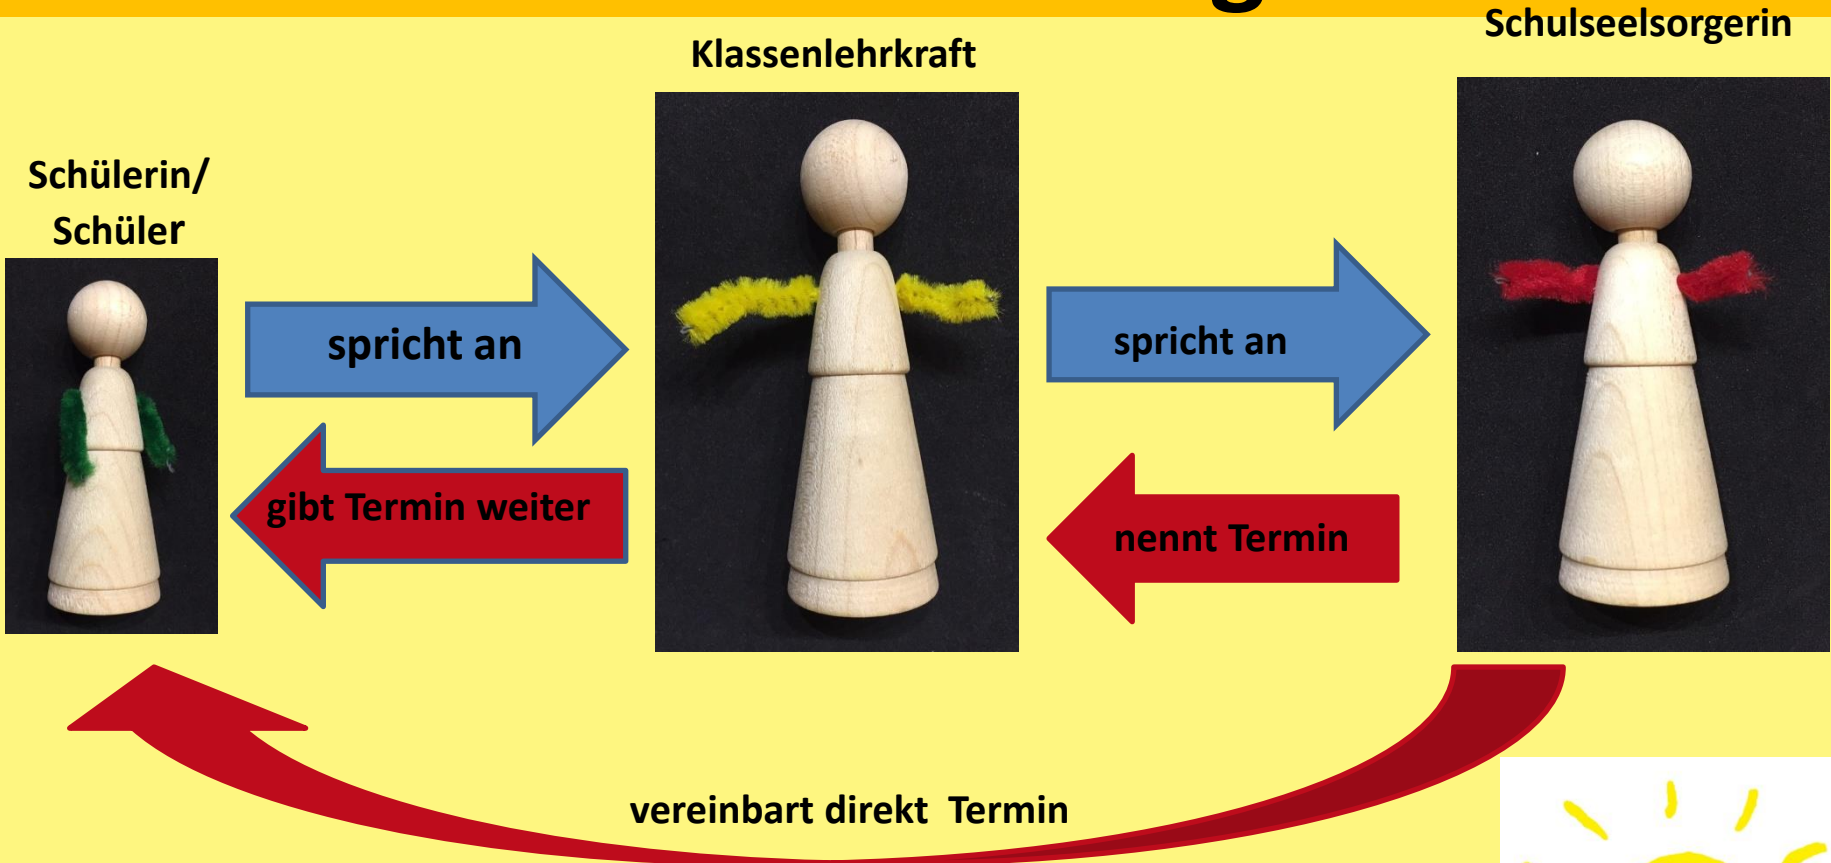 Schulseelsorgerin
Klassenlehrkraft
Schülerin/
Schüler
spricht an
spricht an
gibt Termin weiter
nennt Termin
vereinbart direkt Termin